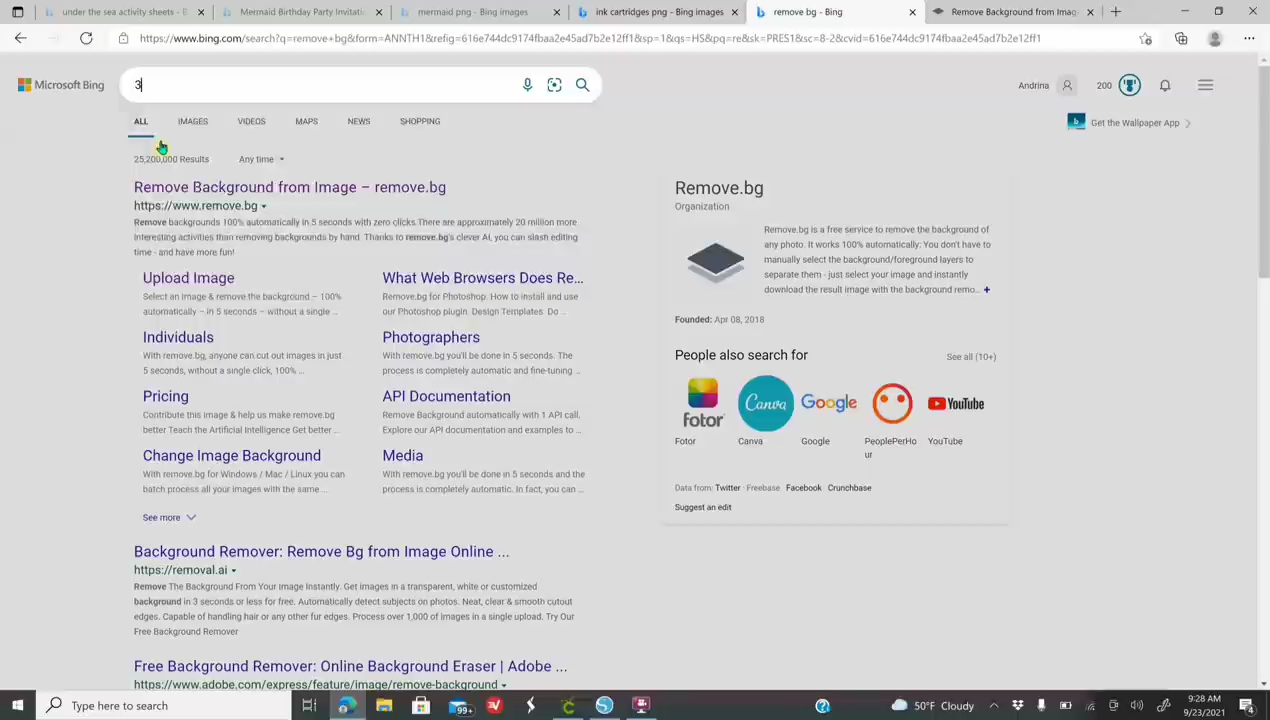 under the sea activity sheets - B
Mermaid Birthday Party Invitatio
mermaid png - Bing images
ink cartridges png - Bing images
remove bg - Bing
Remove Background from Imag
https://www.bing.com/search?q=remove+bg&form=ANNTH1&refig=616e744dc9174faabaa2e45ad7b2e12ff1&sp=1&qs=HS&pq=re&sk=PRES1&sc=8-2&cvid=616e744dc9174fbaabaa2e45ad7b2e12ff1
Microsoft Bing
3
Andrina
200
ALL IMAGES VIDEOS MAPS NEWS SHOPPING
Get the Wallpaper App
25,200,000 Results Any time
Remove Background from Image – remove.bg
https://www.remove.bg
Remove backgrounds 100% automatically in 5 seconds with zero clicks.There are approximately 20 million more
interesting activities than removing backgrounds by hand. Thanks to remove.bg's clever AI, you can slash editing
time - and have more fun!
Upload Image
Select an image & remove the background – 100%
automatically – in 5 seconds – without a single ...
What Web Browsers Does Re...
Remove.bg for Photoshop. How to install and use
our Photoshop plugin. Design Templates. Do ...
Individuals
With remove.bg, anyone can cut out images in just
5 seconds, without a single click, 100% ...
Photographers
With remove.bg you'll be done in 5 seconds. The
process is completely automatic and fine-tuning ...
Pricing
Contribute this Image & help us make remove.bg
better Teach the Artificial Intelligence Get better ...
API Documentation
Remove Background automatically with 1 API call.
Explore our API documentation and examples to ...
Change Image Background
With remove.bg for Windows / Mac / Linux you can
batch process all your images with the same ...
Media
With remove.bg you'll be done in 5 seconds and the
process is completely automatic. In fact, you can ...
See more
Background Remover: Remove Bg from Image Online ...
https://removal.ai
Remove The Background From Your Image Instantly. Get images in a transparent, white or customized
background in 3 seconds or less for free. Automatically detect subjects on photos. Neat, clear & smooth cutout
edges. Capable of handling hair or any other fur edges. Process over 1,000 of images in a single upload. Try Our
Free Background Remover
Free Background Remover: Online Background Eraser | Adobe ...
https://www.adobe.com/express/feature/image/remove-background
Remove.bg
Organization
Remove.bg is a free service to remove the background of
any photo. It works 100% automatically: You don't have to
manually select the background/foreground layers to
separate them - just select your image and instantly
download the result image with the background remo... +
Founded: Apr 08, 2018
People also search for
See all (10+)
fotor
Canva
Google
YouTube
Fotor
Canva
Google
PeoplePerHo
ur
YouTube
Data from: Twitter · Freebase Facebook Crunchbase
Suggest an edit
Type here to search
99+
50°F Cloudy
9:28 AM
9/23/2021
4